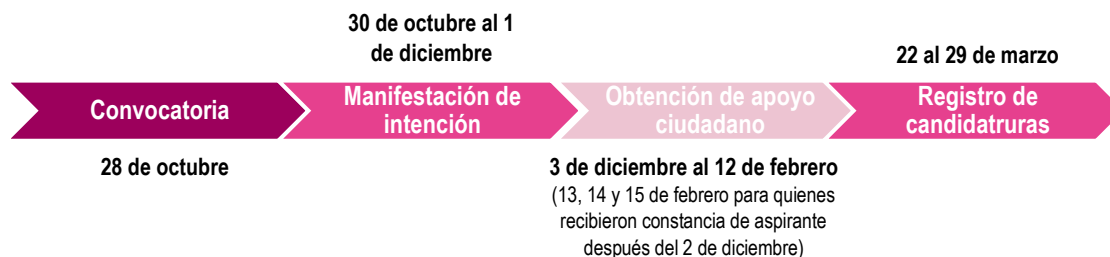 Convocatoria
28 de octubre
30 de octubre al 1
de diciembre
Manifestación de
intención
Obtención de apoyo
ciudadano
3 de diciembre al 12 de febrero
(13, 14 y 15 de febrero para quienes
recibieron constancia de aspirante
después del 2 de diciembre)
22 al 29 de marzo
Registro de
candidatruras